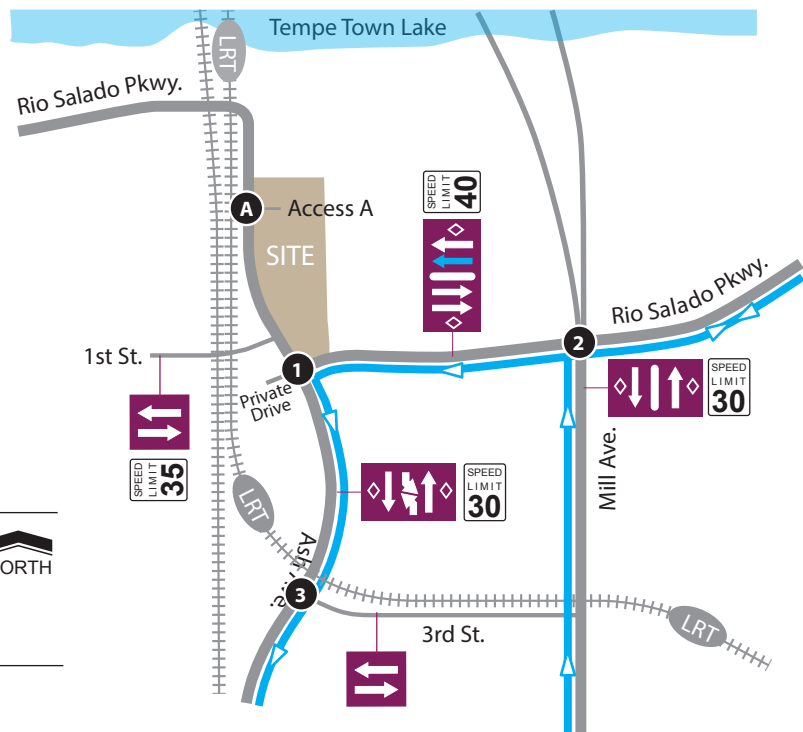 Tempe Town Lake
LRT
Rio Salado Pkwy.
A
Access A
SITE
SPEED
LIMIT
40
Rio Salado Pkwy.
2
1st St.
1
Private
Drive
SPEED
LIMIT
30
Mill Ave.
SPEED
LIMIT
35
SPEED
LIMIT
30
LRT
ORTH
Ash Ave.
3
3rd St.
LRT